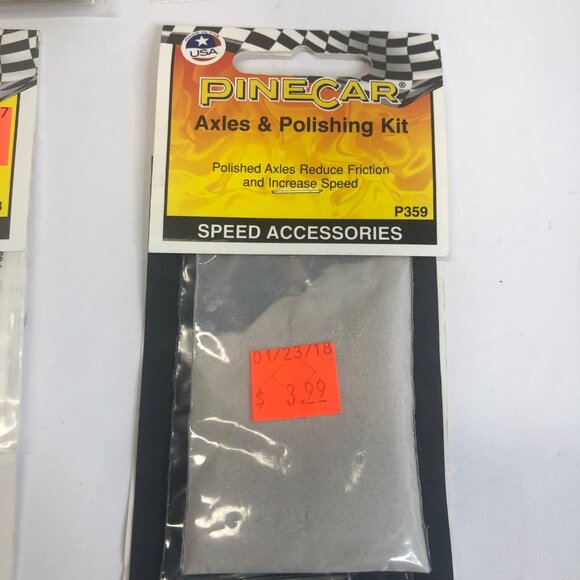 USA
PINECAR®
Axles & Polishing Kit
Polished Axles Reduce Friction
and Increase Speed
P359
SPEED ACCESSORIES
01/23/18
$ 3.99
7